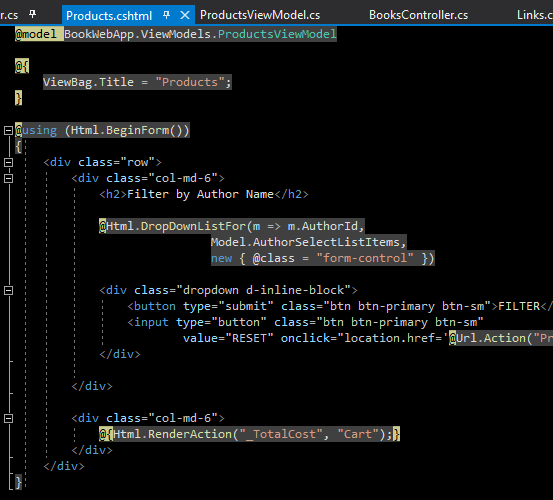 r.cs Products.cshtml ProductsViewModel.cs BooksController.cs Links.c
@model BookWebApp.ViewModels.ProductsViewModel
@{
ViewBag.Title = "Products";
}
@using (Html.BeginForm())
{
<div class="row">
<div class="col-md-6">
<h2>Filter by Author Name</h2>
@Html.DropDownListFor(m => m.AuthorId,
Model.AuthorSelectListItems,
new { @class = "form-control" })
<div class="dropdown d-inline-block">
<button type="submit" class="btn btn-primary btn-sm">FILTER</
<input type="button" class="btn btn-primary btn-sm"
value="RESET" onclick="location.href='@Url.Action("Pr
</div>
</div>
<div class="col-md-6">
@{Html.RenderAction("_TotalCost", "Cart");}
</div>
</div>
}